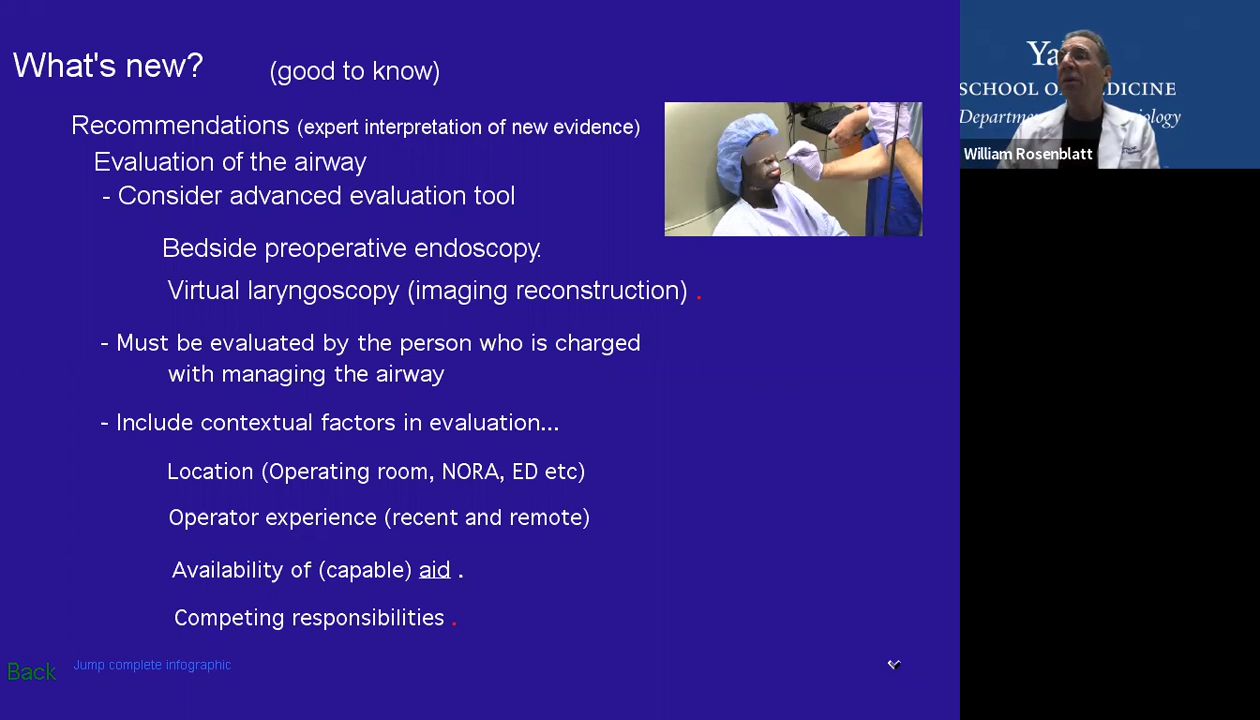 What's new?
(good to know)
Recommendations (expert interpretation of new evidence)
Evaluation of the airway
- Consider advanced evaluation tool
Bedside preoperative endoscopy.
Virtual laryngoscopy (imaging reconstruction) .
- Must be evaluated by the person who is charged
with managing the airway
- Include contextual factors in evaluation...
Location (Operating room, NORA, ED etc)
Operator experience (recent and remote)
Availability of (capable) aid .
Competing responsibilities .
Back
Jump complete infographic
SCHOOL OF MEDICINE
William Rosenblatt